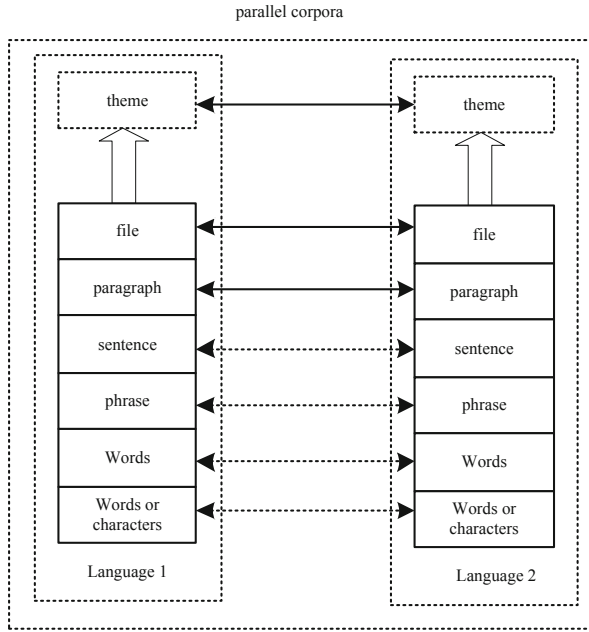 parallel corpora
theme
theme
file
file
paragraph
paragraph
sentence
sentence
phrase
phrase
Words
Words
Words or
characters
Words or
characters
Language 1
Language 2